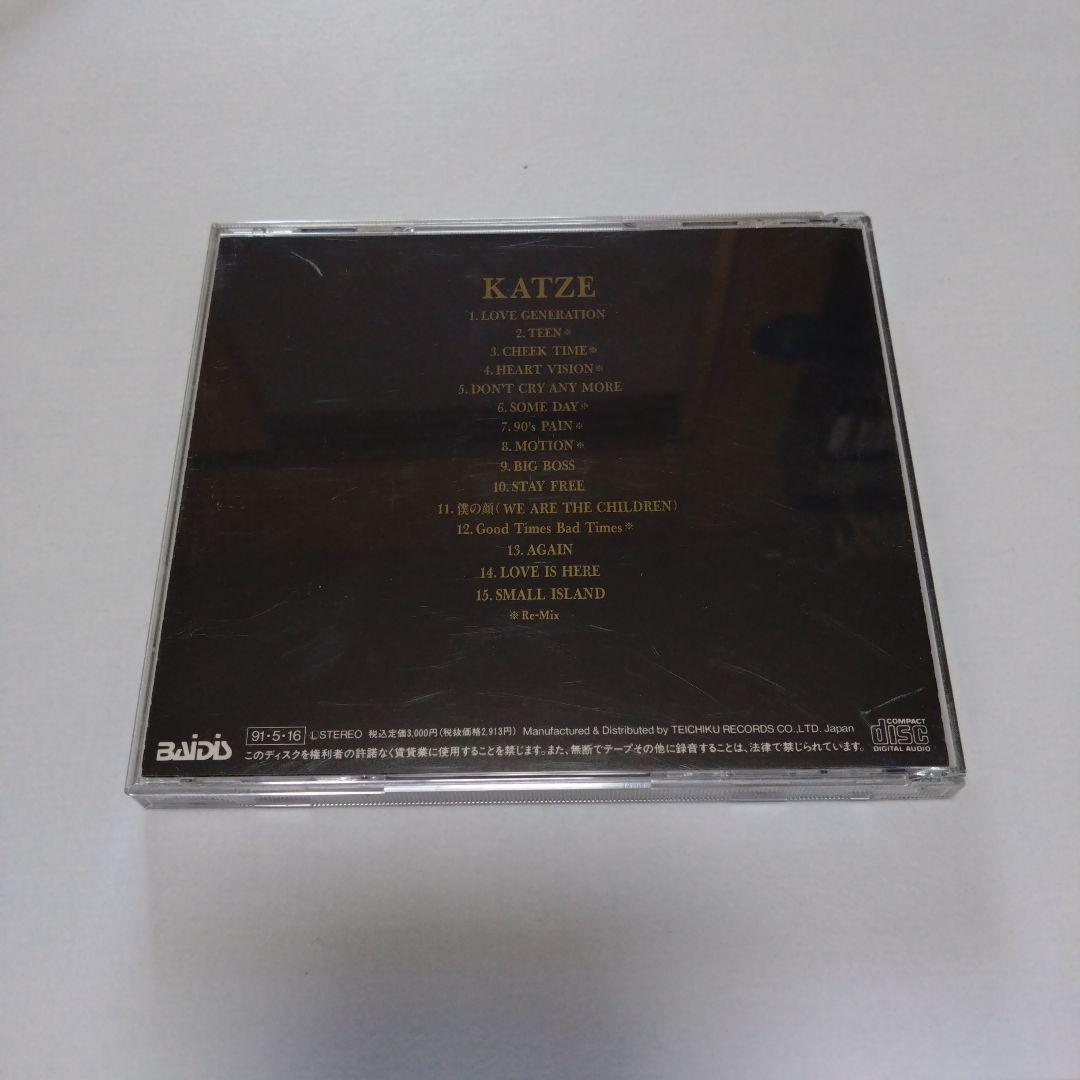 KATZE
1. LOVE GENERATION
2. TEEN※
3. CHEEK TIME※
4. HEART VISION※
5. DON'T CRY ANY MORE
6. SOME DAY※
7. 90's PAIN※
8. MOTION※
9. BIG BOSS
10. STAY FREE
11. 僕の顔(WE ARE THE CHILDREN)
12. Good Times Bad Times※
13. AGAIN
14. LOVE IS HERE
15. SMALL ISLAND
※Re-Mix
BAIDIS
91・5・16 Ⓛ STEREO 税込定価3,000円(税抜価格2,913円) Manufactured & Distributed by TEICHIKU RECORDS CO.,LTD. Japan
このディスクを権利者の許諾なく賃貸業に使用することを禁じます。また、無断でテープその他に録音することは、法律で禁じられています。
COMPACT
disc
DIGITAL AUDIO